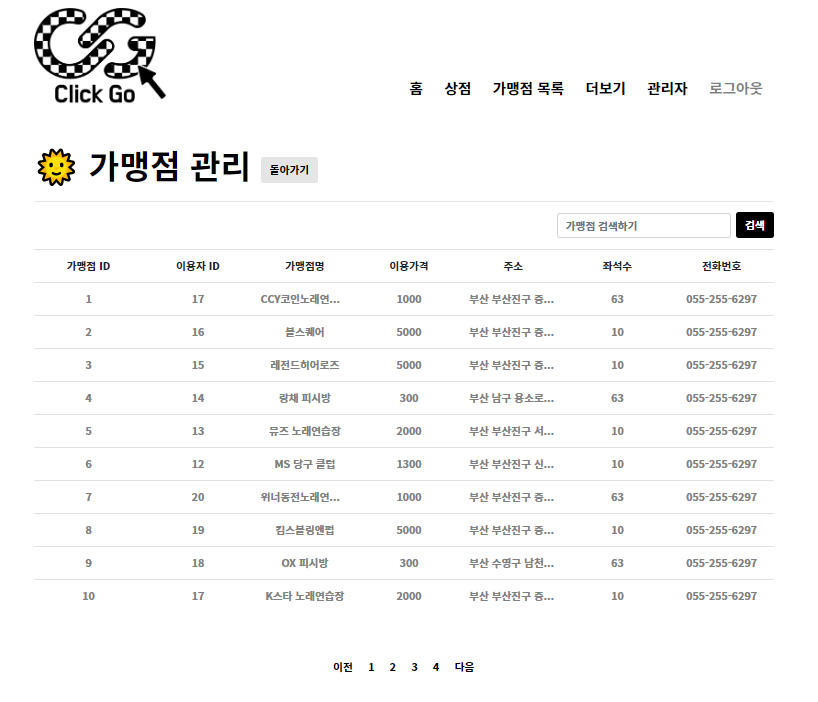 Click Go
홈 상점 가맹점 목록 더보기 관리자 로그아웃
가맹점 관리 돌아가기
가맹점 검색하기 검색
가맹점 ID 이용자 ID 가맹점명 이용가격 주소 좌석수 전화번호
1 17 CCY코인노래연... 1000 부산 부산진구 중... 63 055-255-6297
2 16 볼스퀘어 5000 부산 부산진구 중... 10 055-255-6297
3 15 레전드히어로즈 5000 부산 부산진구 중... 10 055-255-6297
4 14 랑채 피시방 300 부산 남구 용소로... 63 055-255-6297
5 13 뮤즈 노래연습장 2000 부산 부산진구 서... 10 055-255-6297
6 12 MS 당구 클럽 1300 부산 부산진구 신... 10 055-255-6297
7 20 위너동전노래연... 1000 부산 부산진구 중... 63 055-255-6297
8 19 킹스볼링앤펍 5000 부산 부산진구 중... 10 055-255-6297
9 18 OX 피시방 300 부산 수영구 남천... 63 055-255-6297
10 17 K스타 노래연습장 2000 부산 부산진구 중... 10 055-255-6297
이전 1 2 3 4 다음